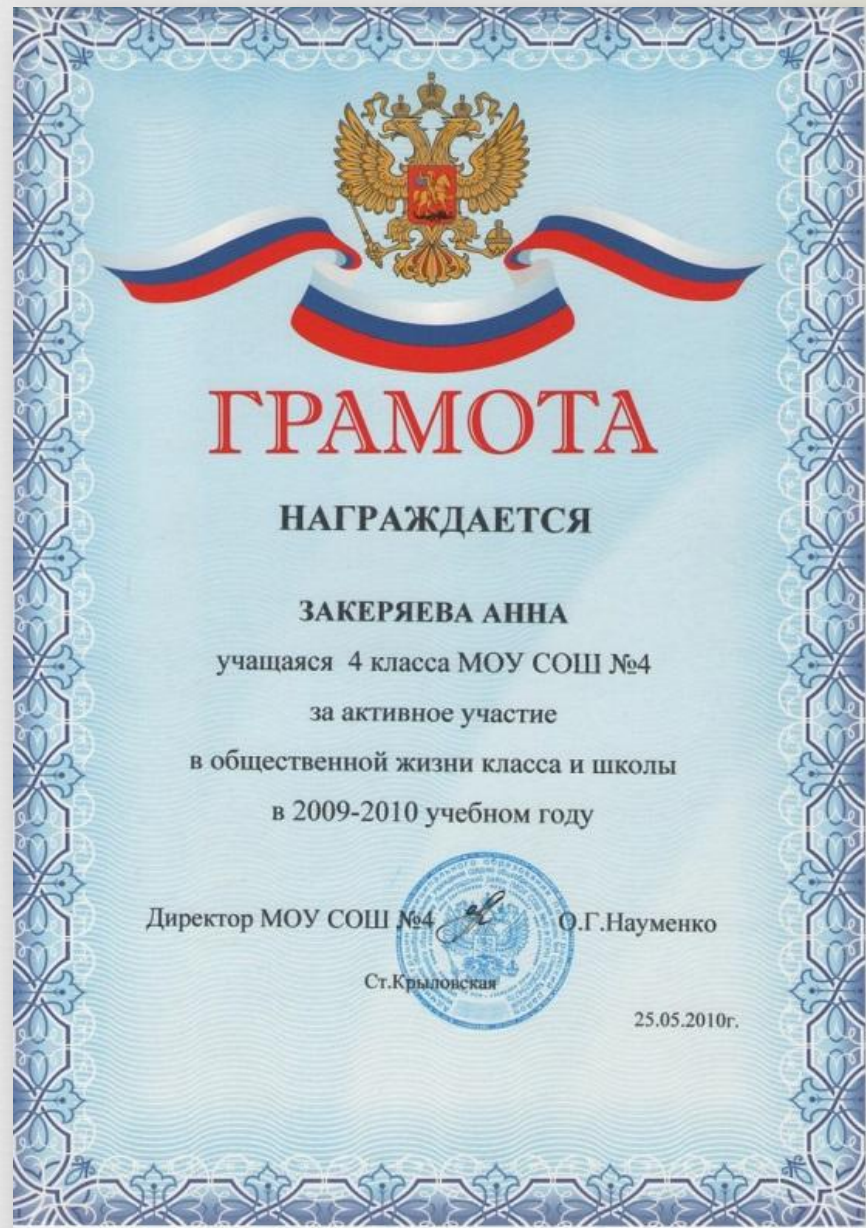 ГРАМОТА
НАГРАЖДАЕТСЯ
ЗАКЕРЯЕВА АННА
учащаяся 4 класса МОУ СОШ №4
за активное участие
в общественной жизни класса и школы
в 2009-2010 учебном году
Директор МОУ СОШ №4 О.Г.Науменко
Ст.Крыловская
25.05.2010г.